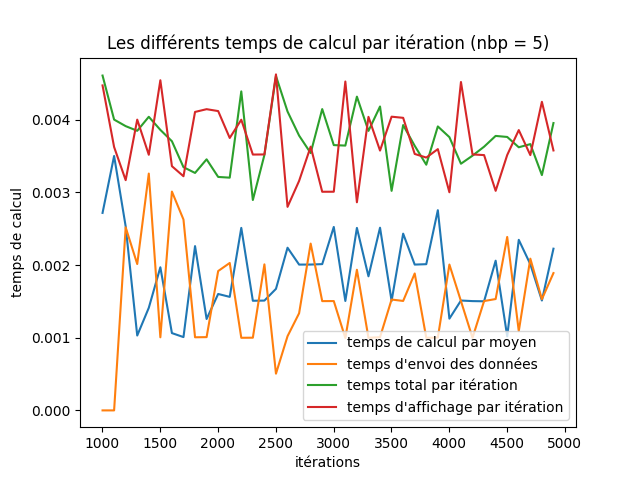 Les différents temps de calcul par itération (nbp = 5)
temps de calcul
0.004
0.003
0.002
0.001
0.000
temps de calcul par moyen
temps d'envoi des données
temps total par itération
temps d'affichage par itération
1000 1500 2000 2500 3000 3500 4000 4500 5000
itérations